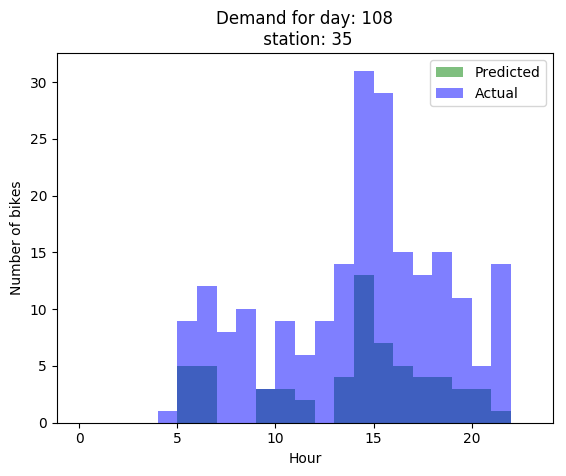 Demand for day: 108
station: 35
Predicted
Actual
Number of bikes
30
25
20
15
10
5
0
0 5 10 15 20
Hour